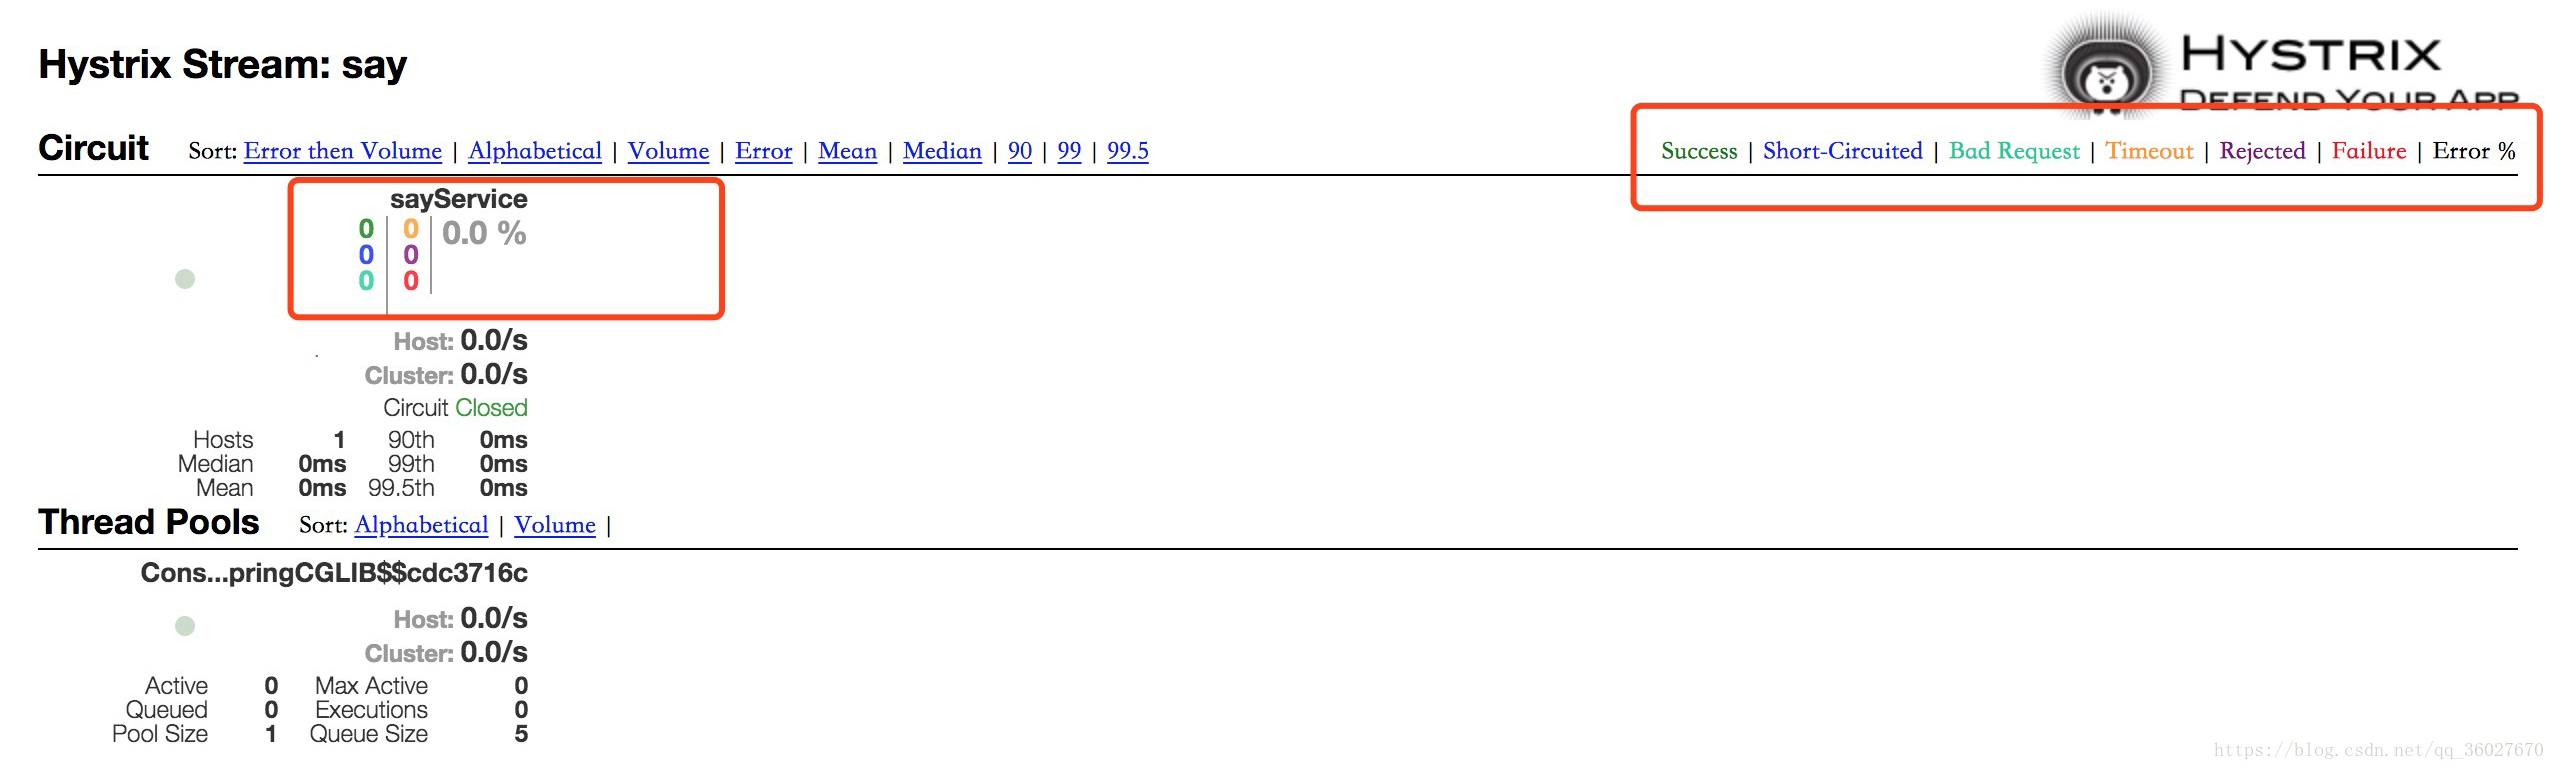 Hystrix Stream: say
HYSTRIX
DEFEND YOUR APP
Circuit Sort: Error then Volume | Alphabetical | Volume | Error | Mean | Median | 90 | 99 | 99.5
Success | Short-Circuited | Bad Request | Timeout | Rejected | Failure | Error %
sayService
0 0 0.0 %
0 0
0 0
Host: 0.0/s
Cluster: 0.0/s
Circuit Closed
Hosts 1 90th 0ms
Median 0ms 99th 0ms
Mean 0ms 99.5th 0ms
Thread Pools Sort: Alphabetical | Volume |
Cons...pringCGLIB$$cdc3716c
Host: 0.0/s
Cluster: 0.0/s
Active 0 Max Active 0
Queued 0 Executions 0
Pool Size 1 Queue Size 5
https://blog.csdn.net/qq_36027670